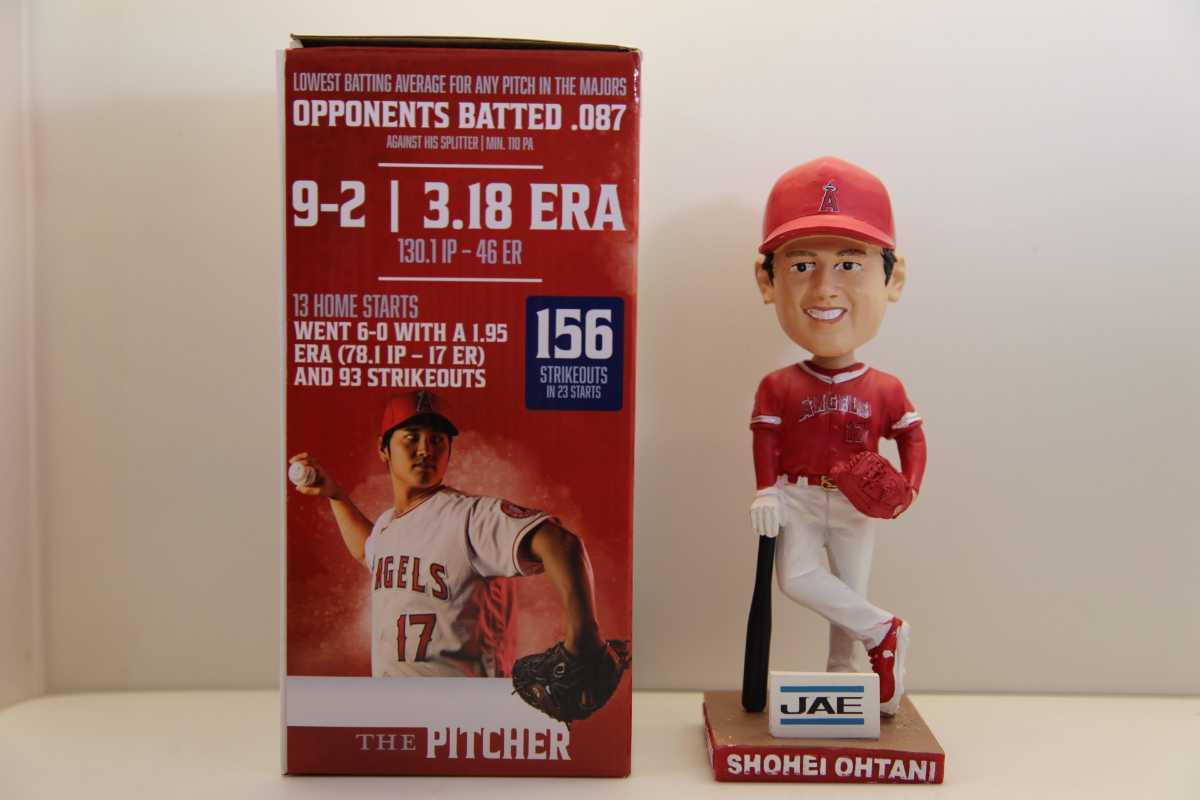 LOWEST BATTING AVERAGE FOR ANY PITCH IN THE MAJORS
OPPONENTS BATTED .087
AGAINST HIS SPLITTER | MIN. 110 PA
9-2 | 3.18 ERA
130.1 IP – 46 ER
13 HOME STARTS
WENT 6-0 WITH A 1.95
ERA (78.1 IP – 17 ER)
AND 93 STRIKEOUTS
156
STRIKEOUTS
IN 23 STARTS
A
ANGELS
17
THE PITCHER
A
ANGELS
17
JAE
SHOHEI OHTANI